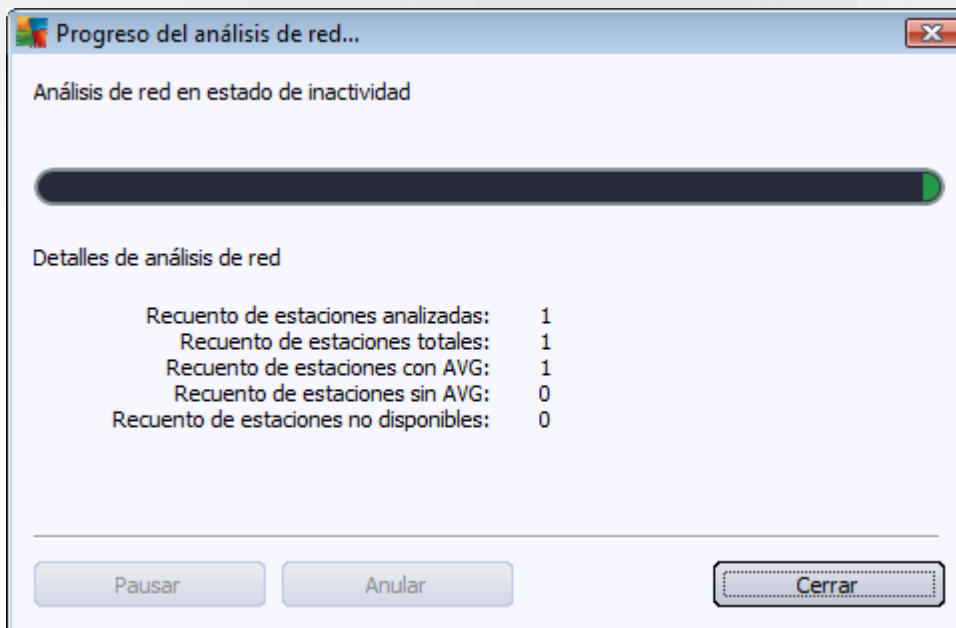 Progreso del análisis de red...
Análisis de red en estado de inactividad
Detalles de análisis de red
Recuento de estaciones analizadas: 1
Recuento de estaciones totales: 1
Recuento de estaciones con AVG: 1
Recuento de estaciones sin AVG: 0
Recuento de estaciones no disponibles: 0
Pausar Anular Cerrar